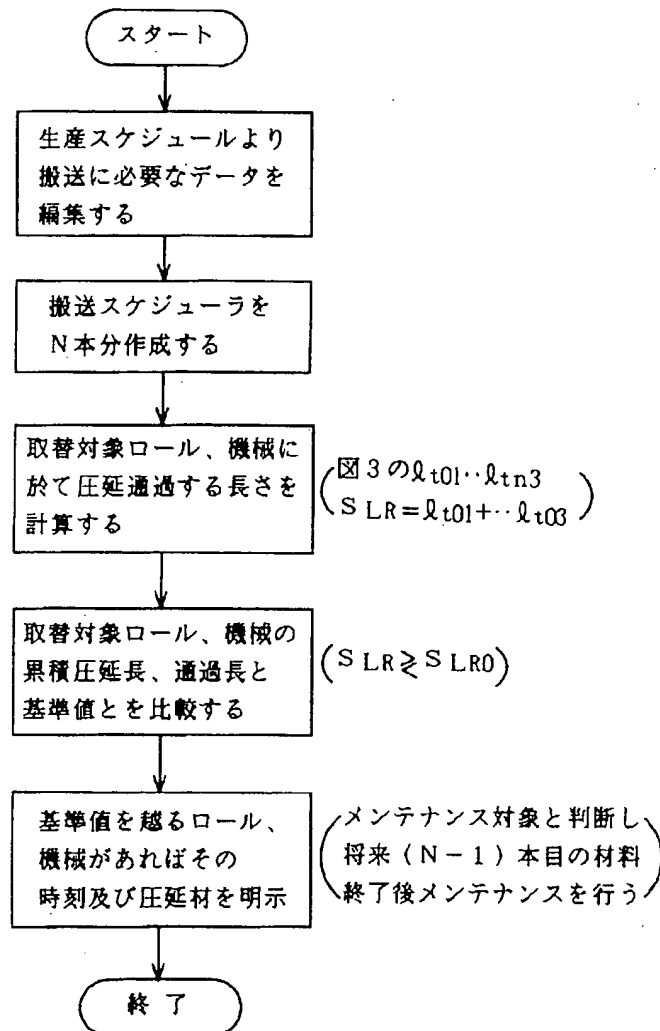 スタート
生産スケジュールより
搬送に必要なデータを
編集する
搬送スケジューラを
N本分作成する
取替対象ロール、機械に
於て圧延通過する長さを
計算する
(図3のℓt01‥ℓtn3
SLR=ℓt01+‥ℓt03)
取替対象ロール、機械の
累積圧延長、通過長と
基準値とを比較する
(SLR≷SLR0)
基準値を越るロール、
機械があればその
時刻及び圧延材を明示
(メンテナンス対象と判断し
将来(N-1)本目の材料
終了後メンテナンスを行う)
終了